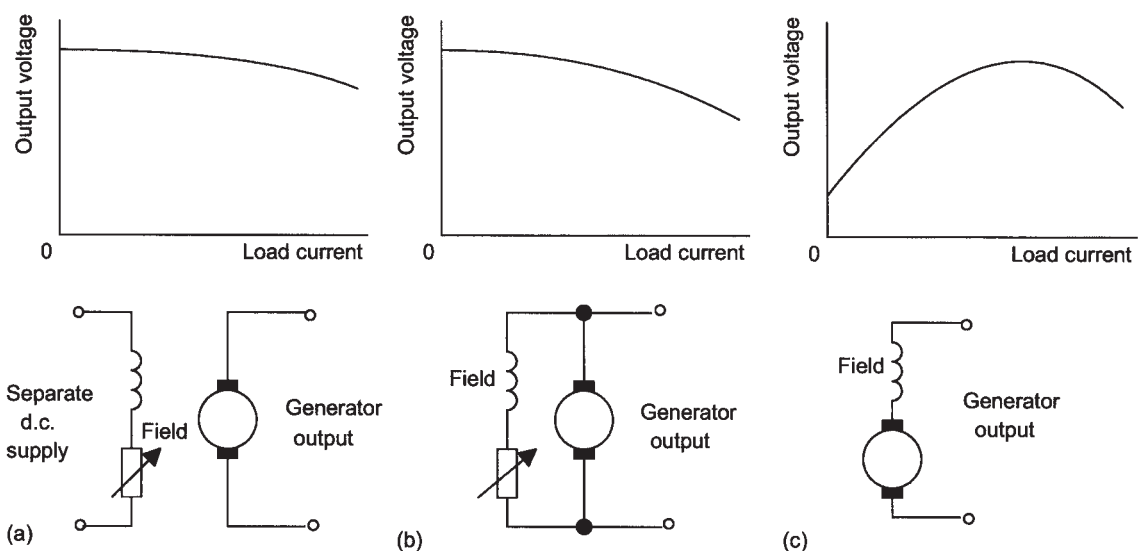 Output voltage
0
Load current
Output voltage
0
Load current
Output voltage
0
Load current
Separate
d.c.
supply
Field
Generator
output
(a)
Field
Generator
output
(b)
Field
Generator
output
(c)